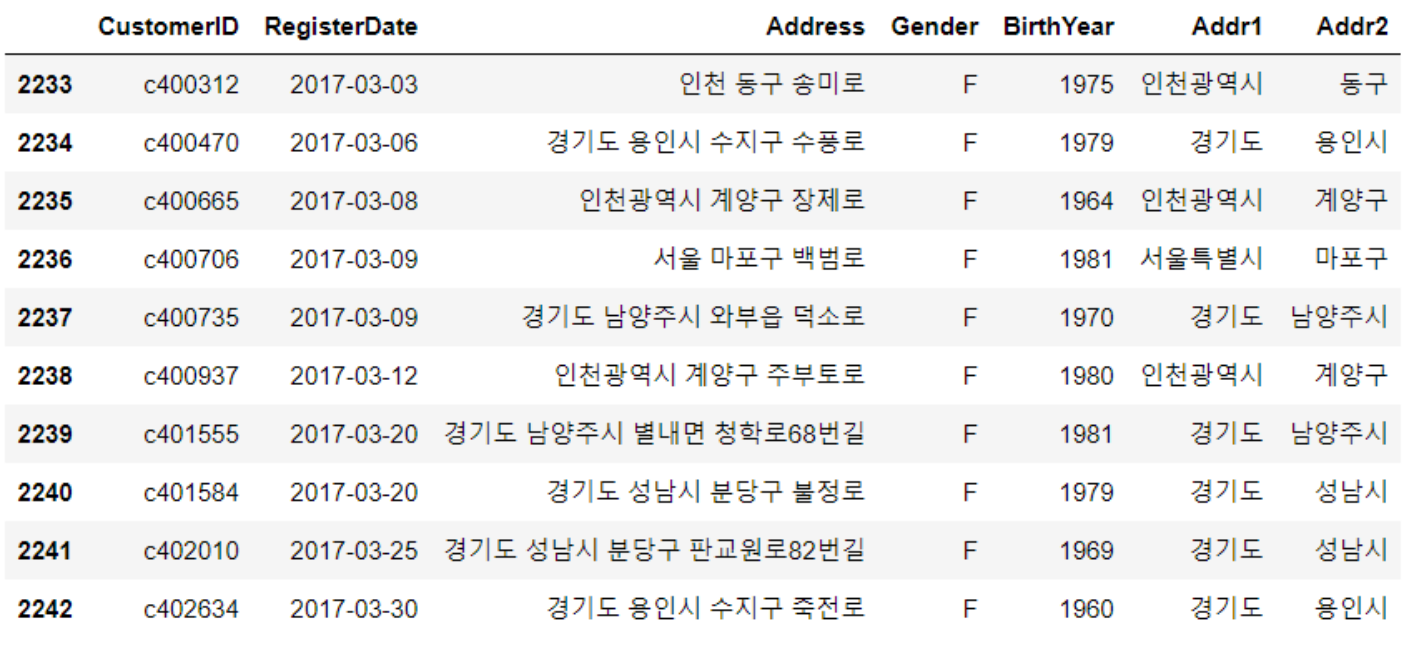 CustomerID RegisterDate Address Gender BirthYear Addr1 Addr2
2233 c400312 2017-03-03 인천 동구 송미로 F 1975 인천광역시 동구
2234 c400470 2017-03-06 경기도 용인시 수지구 수풍로 F 1979 경기도 용인시
2235 c400665 2017-03-08 인천광역시 계양구 장제로 F 1964 인천광역시 계양구
2236 c400706 2017-03-09 서울 마포구 백범로 F 1981 서울특별시 마포구
2237 c400735 2017-03-09 경기도 남양주시 와부읍 덕소로 F 1970 경기도 남양주시
2238 c400937 2017-03-12 인천광역시 계양구 주부토로 F 1980 인천광역시 계양구
2239 c401555 2017-03-20 경기도 남양주시 별내면 청학로68번길 F 1981 경기도 남양주시
2240 c401584 2017-03-20 경기도 성남시 분당구 불정로 F 1979 경기도 성남시
2241 c402010 2017-03-25 경기도 성남시 분당구 판교원로82번길 F 1969 경기도 성남시
2242 c402634 2017-03-30 경기도 용인시 수지구 죽전로 F 1960 경기도 용인시